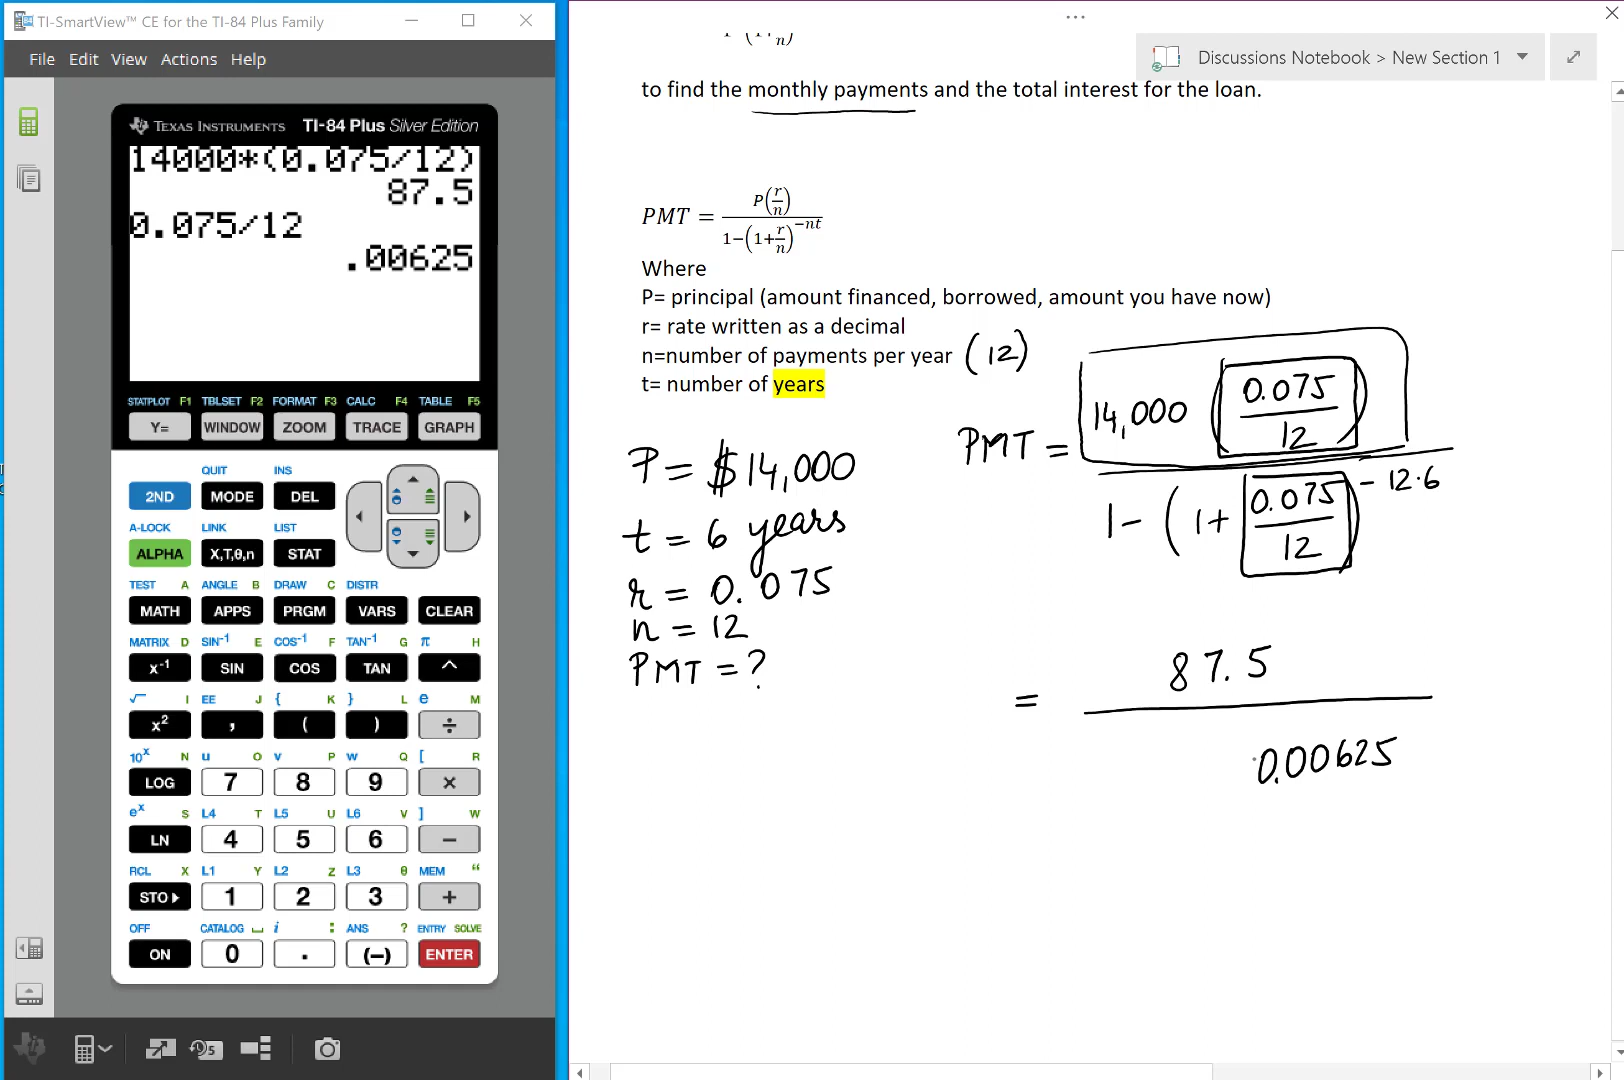 TI-SmartView™ CE for the TI-84 Plus Family
File Edit View Actions Help
TEXAS INSTRUMENTS TI-84 Plus Silver Edition
14000*(0.075/12)
87.5
0.075/12
.00625
STATPLOT F1 TBLSET F2 FORMAT F3 CALC F4 TABLE F5
Y= WINDOW ZOOM TRACE GRAPH
QUIT INS
2ND MODE DEL
A-LOCK LINK LIST
ALPHA X,T,θ,n STAT
TEST A ANGLE B DRAW C DISTR
MATH APPS PRGM VARS CLEAR
MATRIX D SIN⁻¹ E COS⁻¹ F TAN⁻¹ G π H
x⁻¹ SIN COS TAN ^
√ I EE J { K } L e M
x² , ( ) ÷
10ˣ N u O v P w Q [ R
LOG 7 8 9 ×
eˣ S L4 T L5 U L6 V ] W
LN 4 5 6 −
RCL X L1 Y L2 Z L3 θ MEM “
STO▶ 1 2 3 +
OFF CATALOG ⎵ i : ANS ? ENTRY SOLVE
ON 0 . (−) ENTER
Discussions Notebook > New Section 1
to find the monthly payments and the total interest for the loan.
PMT = P(r/n) / 1−(1+r/n)^−nt
Where
P= principal (amount financed, borrowed, amount you have now)
r= rate written as a decimal
n=number of payments per year (12)
t= number of years
P = $14,000
t = 6 years
r = 0.075
n = 12
PMT = ?
PMT = 14,000 (0.075/12) / 1 − (1 + 0.075/12)^−12·6
= 87.5 / 0.00625